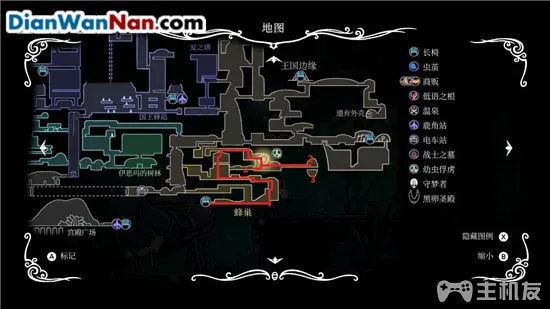 DianWanNan.com
地图
爱之塔
王国边缘
国王驿站
遗弃外壳
伊思玛的树林
蜂巢
宫殿广场
长椅
虫茧
商贩
低语之根
温泉
鹿角站
电车站
战士之墓
幼虫俘虏
守梦者
黑卵圣殿
隐藏图例 X
A 标记
缩小 B
主机友